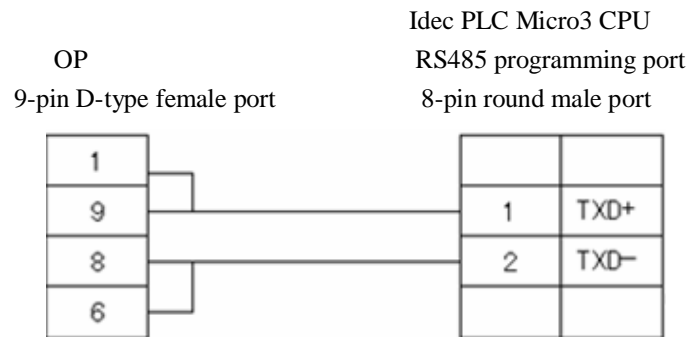 Idec PLC Micro3 CPU
OP RS485 programming port
9-pin D-type female port 8-pin round male port
1
9 1 TXD+
8 2 TXD-
6